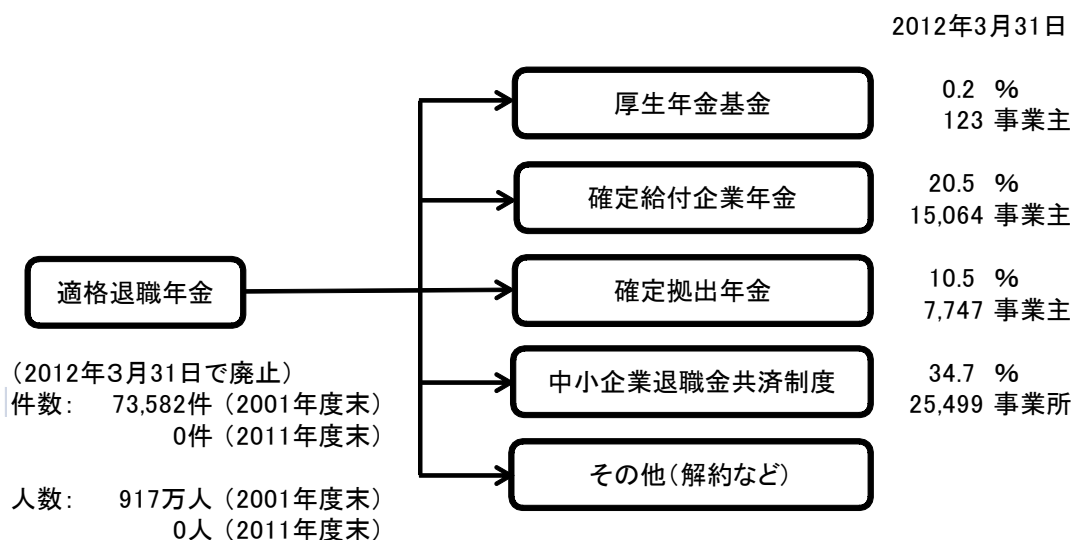 2012年3月31日
厚生年金基金
0.2 %
123 事業主
確定給付企業年金
20.5 %
15,064 事業主
適格退職年金
確定拠出年金
10.5 %
7,747 事業主
(2012年3月31日で廃止)
件数: 73,582件 (2001年度末)
0件 (2011年度末)
中小企業退職金共済制度
34.7 %
25,499 事業所
その他(解約など)
人数: 917万人 (2001年度末)
0人 (2011年度末)